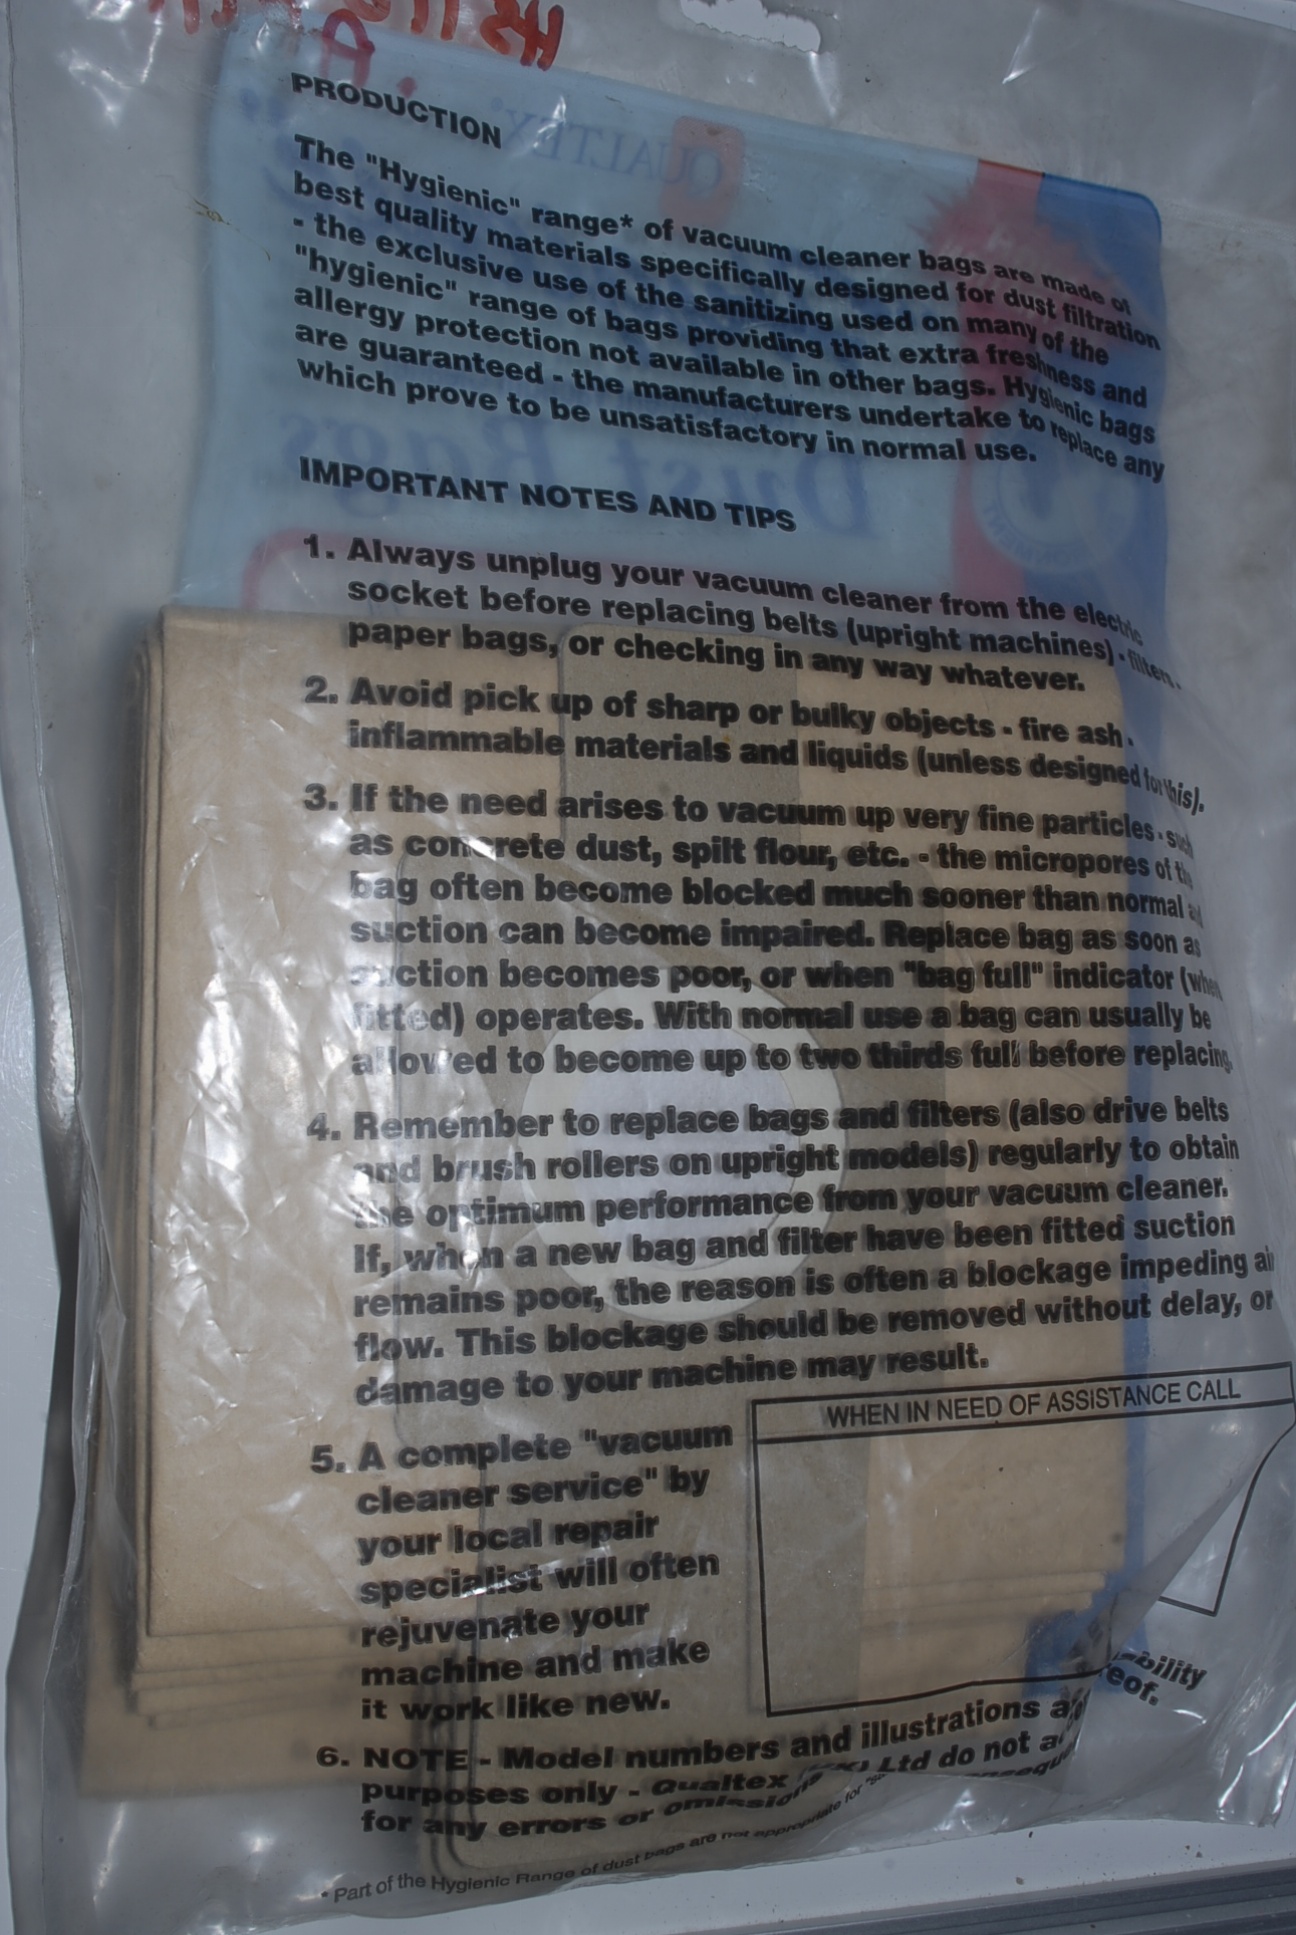 PRODUCTION
The "Hygienic" range* of vacuum cleaner bags are made of
best quality materials specifically designed for dust filtration
- the exclusive use of the sanitizing used on many of the
"hygienic" range of bags providing that extra freshness and
allergy protection not available in other bags. Hygienic bags
are guaranteed - the manufacturers undertake to replace any
which prove to be unsatisfactory in normal use.
IMPORTANT NOTES AND TIPS
1. Always unplug your vacuum cleaner from the electric
socket before replacing belts (upright machines) - filters -
paper bags, or checking in any way whatever.
2. Avoid pick up of sharp or bulky objects - fire ash -
inflammable materials and liquids (unless designed for this).
3. If the need arises to vacuum up very fine particles - such
as concrete dust, spilt flour, etc. - the micropores of the
bag often become blocked much sooner than normal and
suction can become impaired. Replace bag as soon as
suction becomes poor, or when "bag full" indicator (when
fitted) operates. With normal use a bag can usually be
allowed to become up to two thirds full before replacing.
4. Remember to replace bags and filters (also drive belts
and brush rollers on upright models) regularly to obtain
the optimum performance from your vacuum cleaner.
If, when a new bag and filter have been fitted suction
remains poor, the reason is often a blockage impeding air
flow. This blockage should be removed without delay, or
damage to your machine may result.
WHEN IN NEED OF ASSISTANCE CALL
5. A complete "vacuum
cleaner service" by
your local repair
specialist will often
rejuvenate your
machine and make
it work like new.
6. NOTE - Model numbers and illustrations
purposes only - Qualtex (UK) Ltd do not
for any errors or omissions
* Part of the Hygienic Range of dust bags are not appropriate for
QUALTEX
Dust Bags